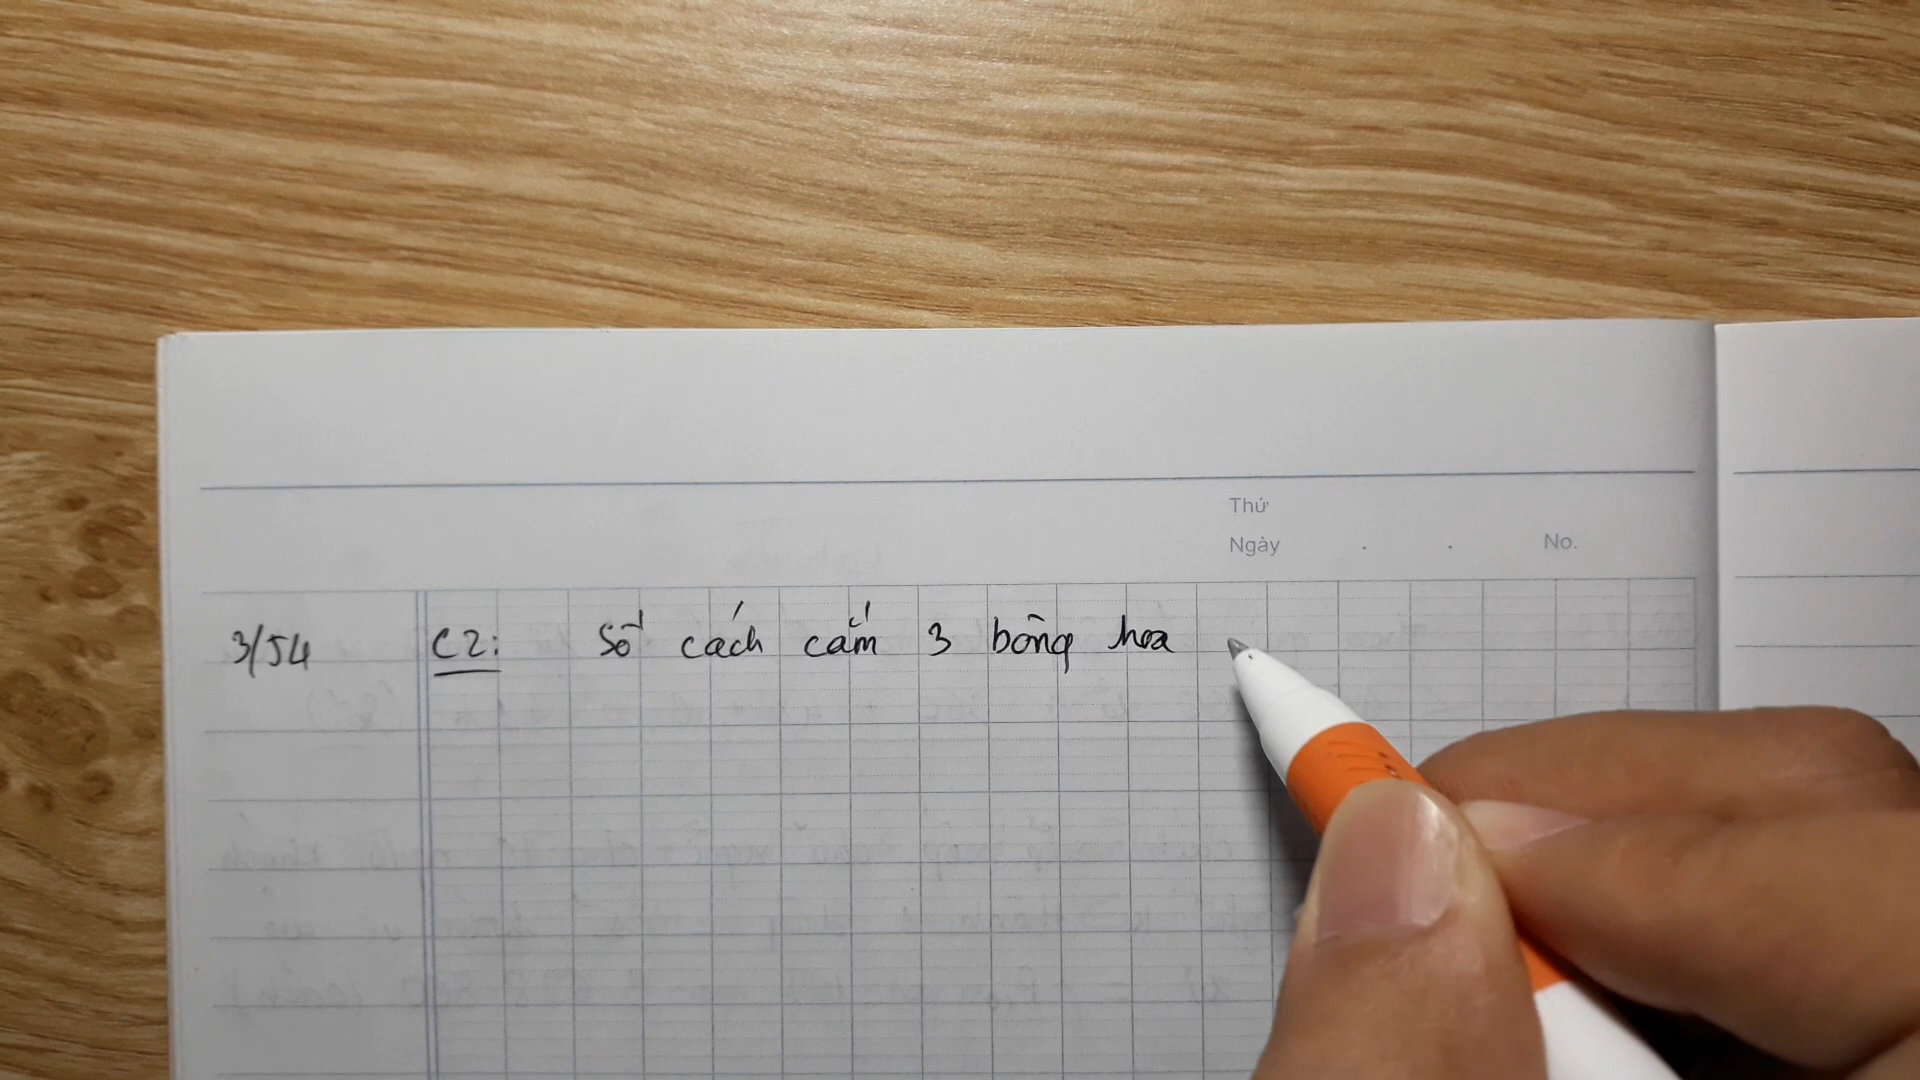 Thứ
Ngày . . No.
3/54 C2: Số cách cắm 3 bông hoa